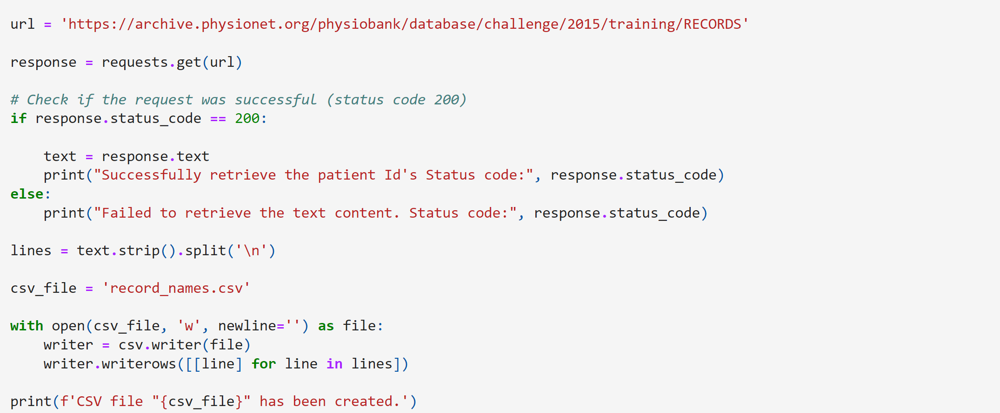 url = 'https://archive.physionet.org/physiobank/database/challenge/2015/training/RECORDS'
response = requests.get(url)
# Check if the request was successful (status code 200)
if response.status_code == 200:
    text = response.text
    print("Successfully retrieve the patient Id's Status code:", response.status_code)
else:
    print("Failed to retrieve the text content. Status code:", response.status_code)
lines = text.strip().split('\n')
csv_file = 'record_names.csv'
with open(csv_file, 'w', newline='') as file:
    writer = csv.writer(file)
    writer.writerows([[line] for line in lines])
print(f'CSV file "{csv_file}" has been created.')